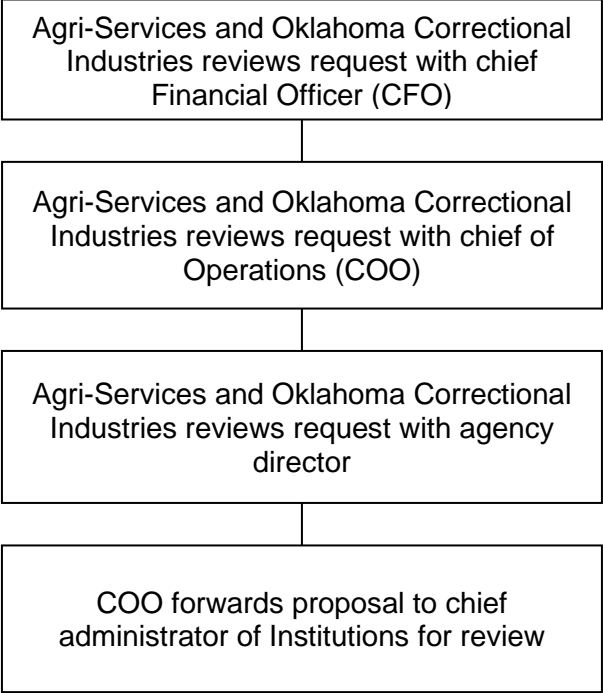 Agri-Services and Oklahoma Correctional
Industries reviews request with chief
Financial Officer (CFO)
Agri-Services and Oklahoma Correctional
Industries reviews request with chief of
Operations (COO)
Agri-Services and Oklahoma Correctional
Industries reviews request with agency
director
COO forwards proposal to chief
administrator of Institutions for review